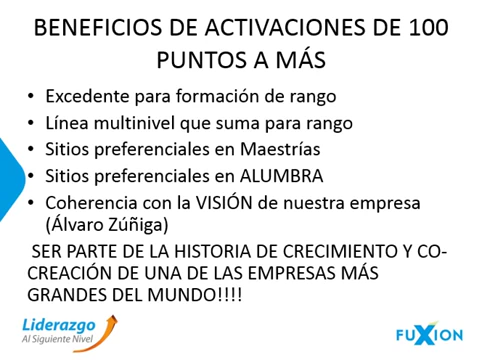 BENEFICIOS DE ACTIVACIONES DE 100
PUNTOS A MÁS
• Excedente para formación de rango
• Línea multinivel que suma para rango
• Sitios preferenciales en Maestrías
• Sitios preferenciales en ALUMBRA
• Coherencia con la VISIÓN de nuestra empresa
(Álvaro Zúñiga)
SER PARTE DE LA HISTORIA DE CRECIMIENTO Y CO-
CREACIÓN DE UNA DE LAS EMPRESAS MÁS
GRANDES DEL MUNDO!!!!
Liderazgo
Al Siguiente Nivel
FUXION